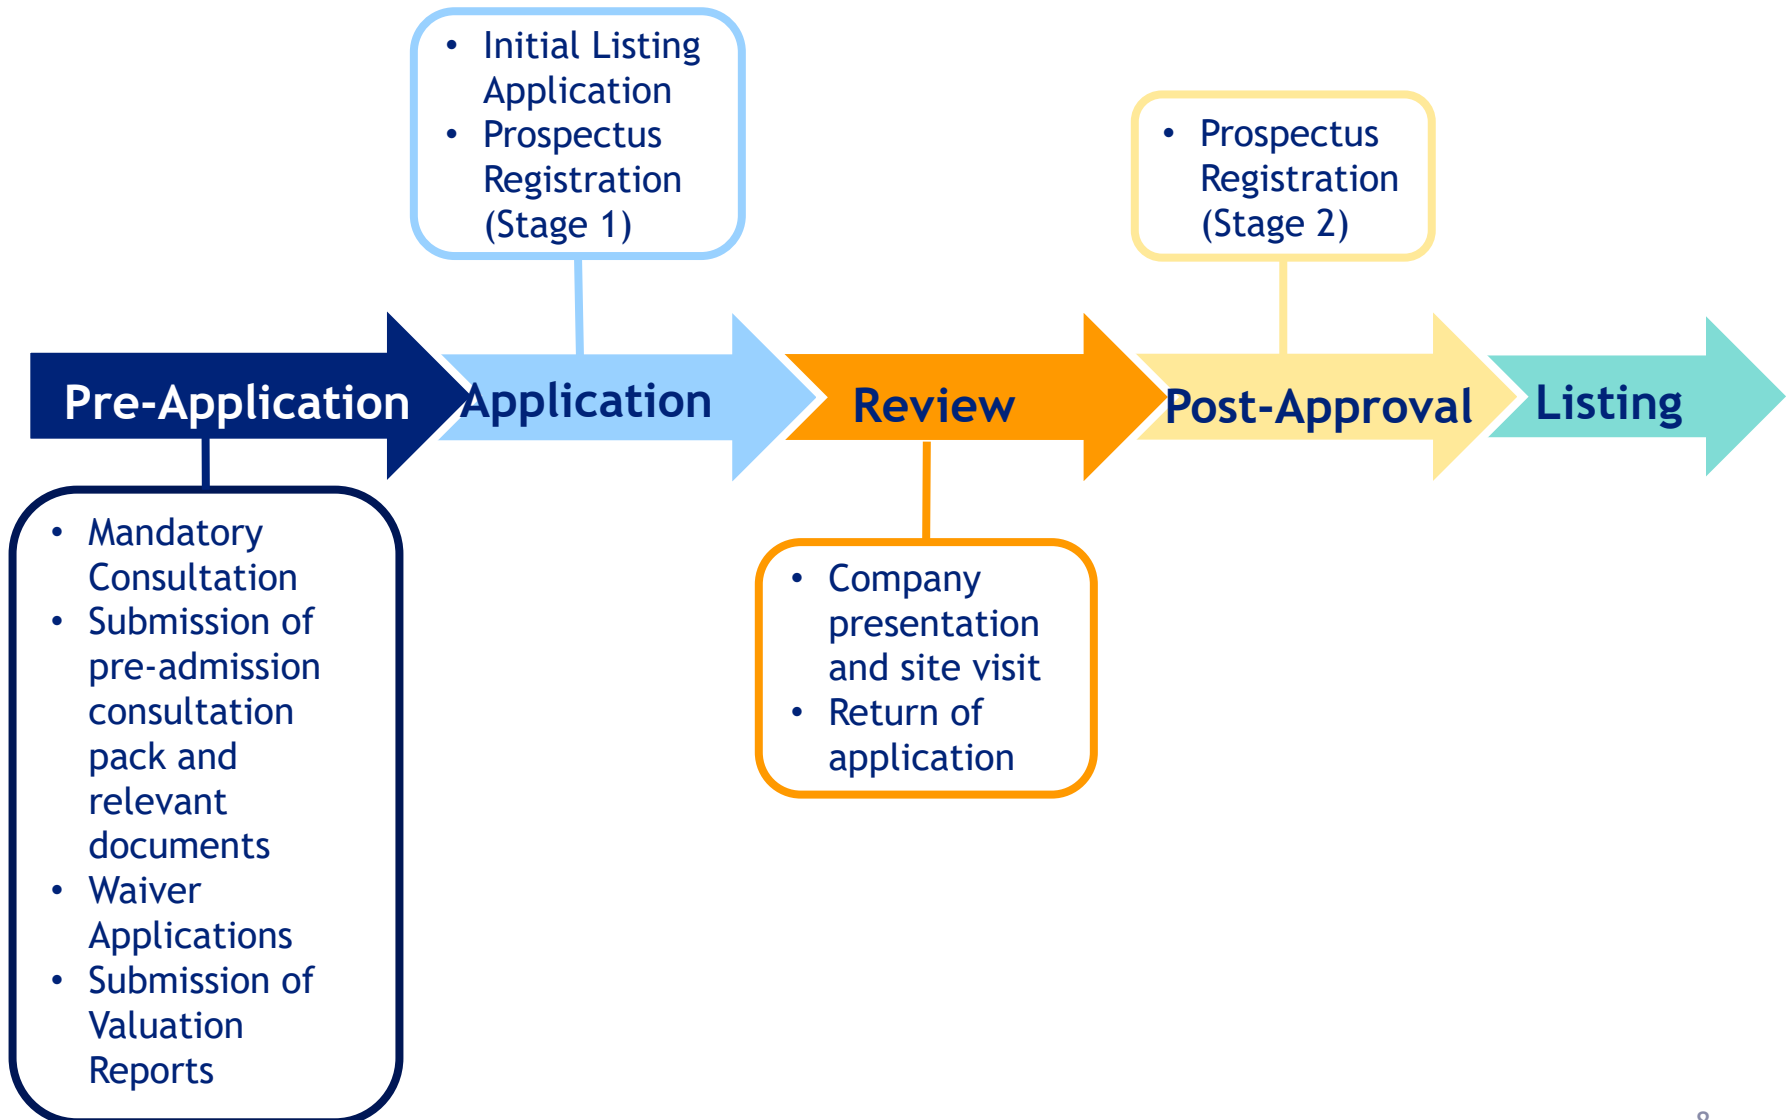 • Initial Listing
Application
• Prospectus
Registration
(Stage 1)
• Prospectus
Registration
(Stage 2)
Pre-Application
Application
Review
Post-Approval
Listing
• Mandatory
Consultation
• Submission of
pre-admission
consultation
pack and
relevant
documents
• Waiver
Applications
• Submission of
Valuation
Reports
• Company
presentation
and site visit
• Return of
application